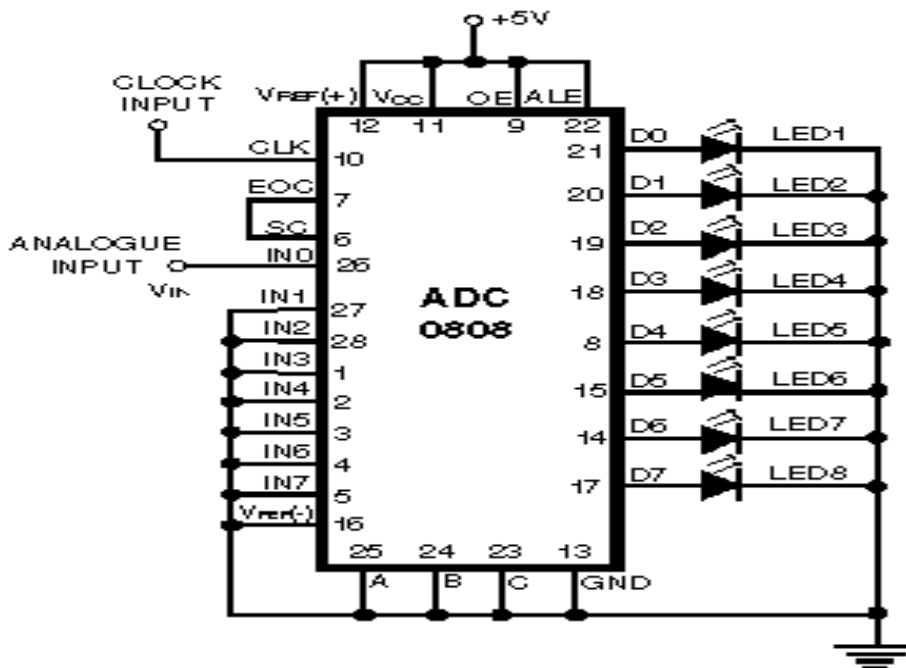 +5V
CLOCK
INPUT
VREF(+) VCC OE ALE
12 11 9 22
CLK 10
EOC 7
SC 6
ANALOGUE
INPUT
VIN
IN0 26
IN1 27
IN2 28
IN3 1
IN4 2
IN5 3
IN6 4
IN7 5
VREF(-) 16
ADC
0808
21 D0 LED1
20 D1 LED2
19 D2 LED3
18 D3 LED4
8 D4 LED5
15 D5 LED6
14 D6 LED7
17 D7 LED8
25 24 23 13
A B C GND